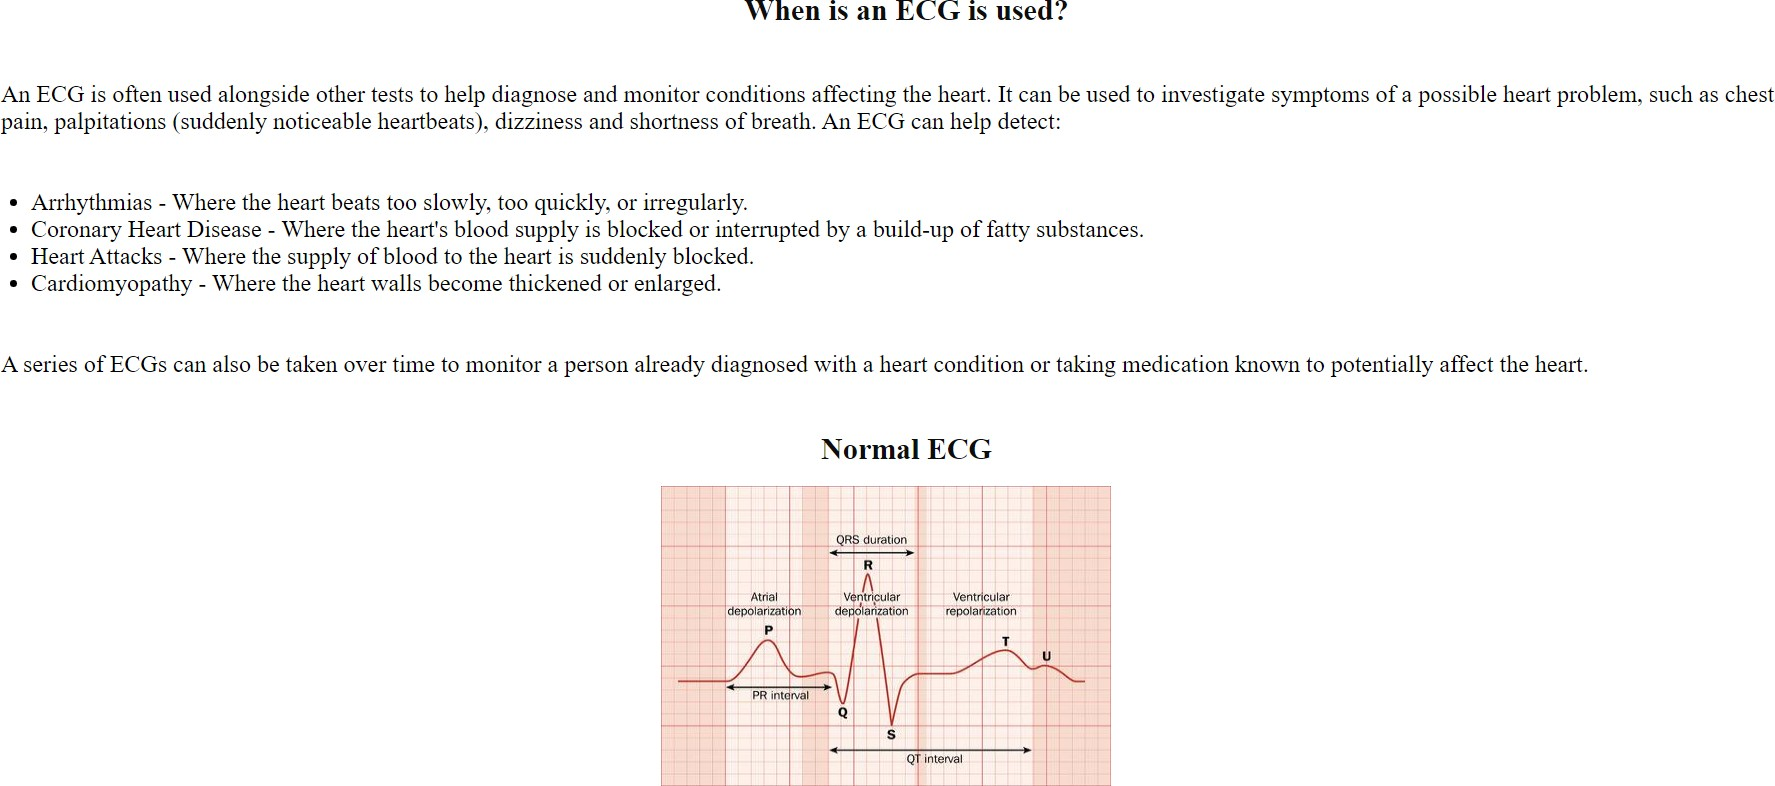 When is an ECG is used?
An ECG is often used alongside other tests to help diagnose and monitor conditions affecting the heart. It can be used to investigate symptoms of a possible heart problem, such as chest
pain, palpitations (suddenly noticeable heartbeats), dizziness and shortness of breath. An ECG can help detect:
• Arrhythmias - Where the heart beats too slowly, too quickly, or irregularly.
• Coronary Heart Disease - Where the heart's blood supply is blocked or interrupted by a build-up of fatty substances.
• Heart Attacks - Where the supply of blood to the heart is suddenly blocked.
• Cardiomyopathy - Where the heart walls become thickened or enlarged.
A series of ECGs can also be taken over time to monitor a person already diagnosed with a heart condition or taking medication known to potentially affect the heart.
Normal ECG
QRS duration
R
Atrial
depolarization
Ventricular
depolarization
Ventricular
repolarization
P
T
U
PR interval
Q
S
QT interval